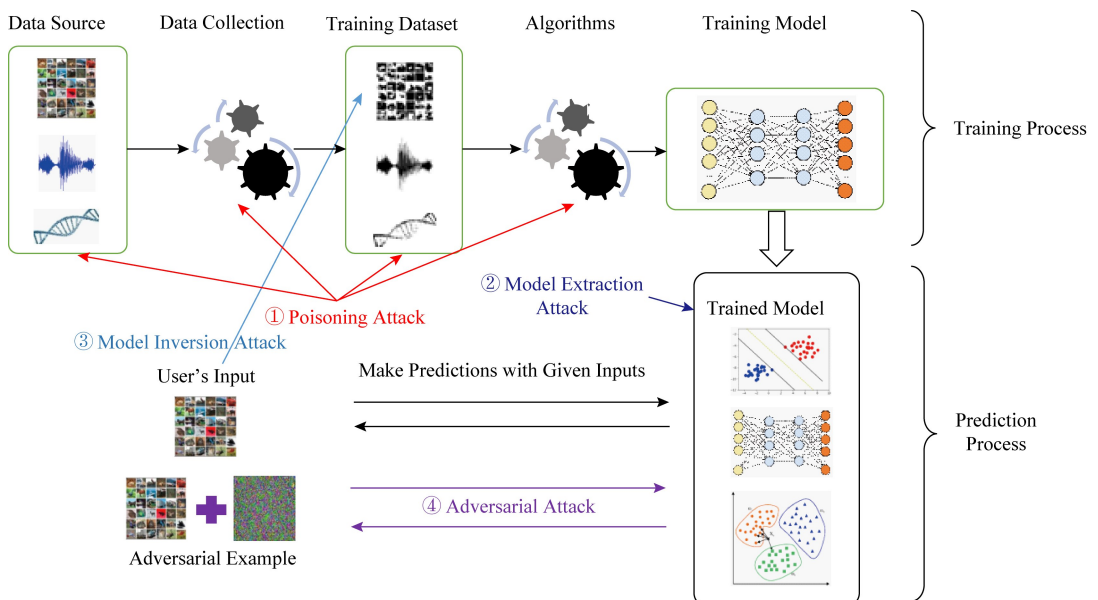 Data Source
Data Collection
Training Dataset
Algorithms
Training Model
Training Process
② Model Extraction
Attack
① Poisoning Attack
③ Model Inversion Attack
Trained Model
User's Input
Make Predictions with Given Inputs
Prediction
Process
④ Adversarial Attack
Adversarial Example